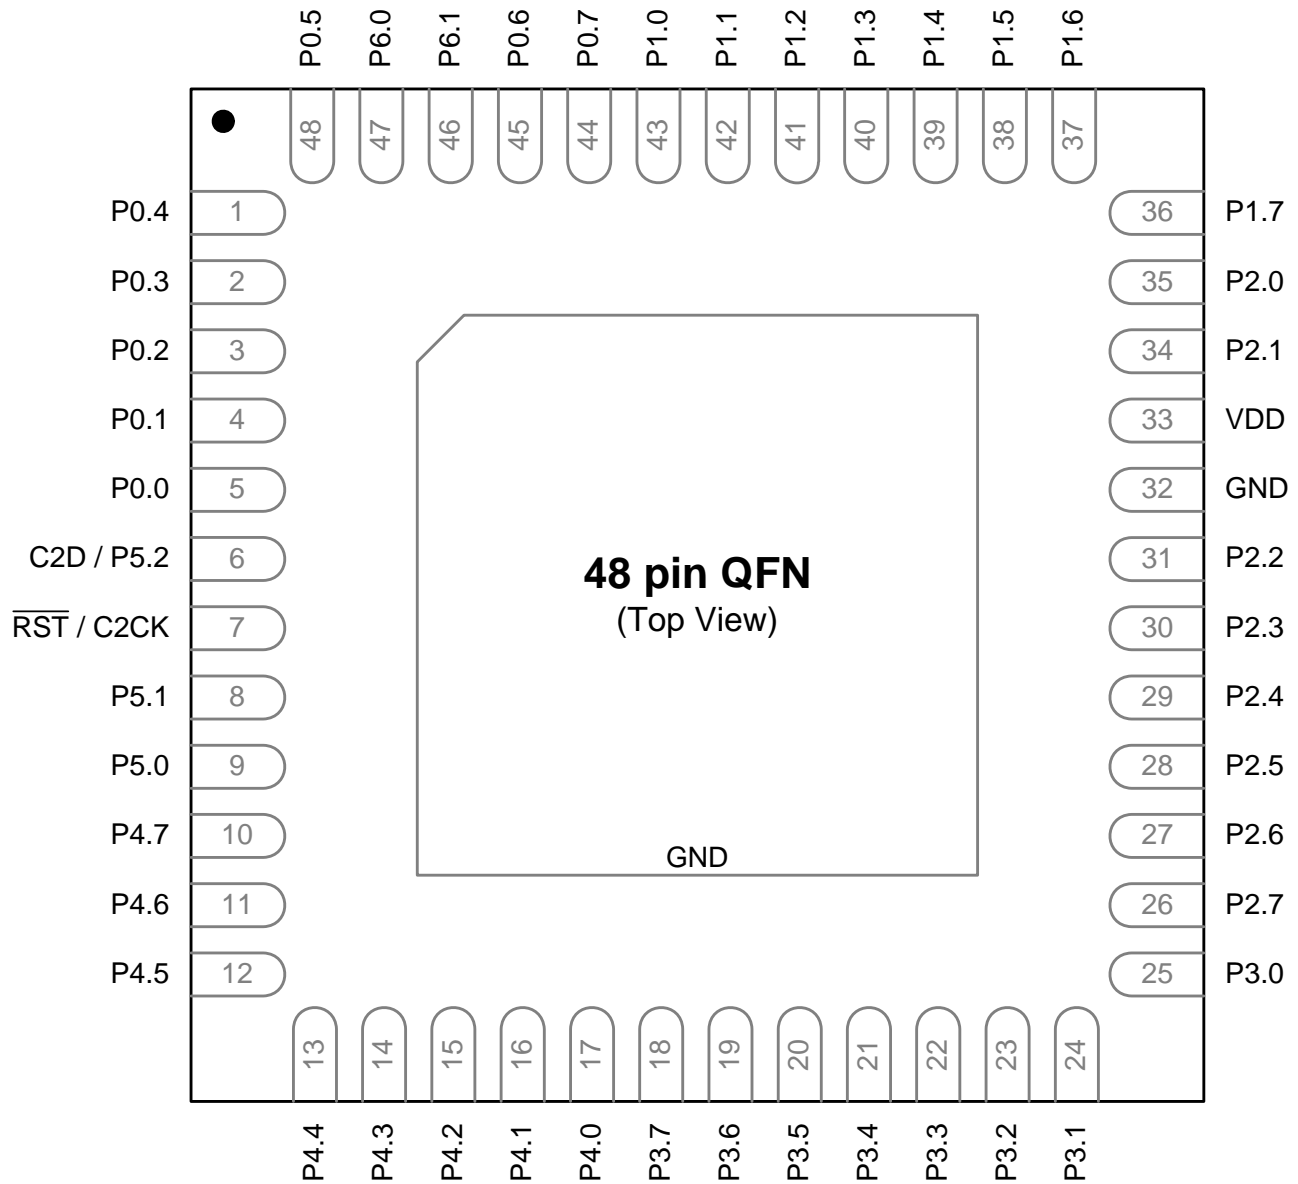 P0.5 P6.0 P6.1 P0.6 P0.7 P1.0 P1.1 P1.2 P1.3 P1.4 P1.5 P1.6
48 47 46 45 44 43 42 41 40 39 38 37
P0.4 1 36 P1.7
P0.3 2 35 P2.0
P0.2 3 34 P2.1
P0.1 4 33 VDD
P0.0 5 32 GND
C2D / P5.2 6 31 P2.2
48 pin QFN
(Top View)
RST / C2CK 7 30 P2.3
P5.1 8 29 P2.4
P5.0 9 28 P2.5
P4.7 10 27 P2.6
GND
P4.6 11 26 P2.7
P4.5 12 25 P3.0
13 14 15 16 17 18 19 20 21 22 23 24
P4.4 P4.3 P4.2 P4.1 P4.0 P3.7 P3.6 P3.5 P3.4 P3.3 P3.2 P3.1